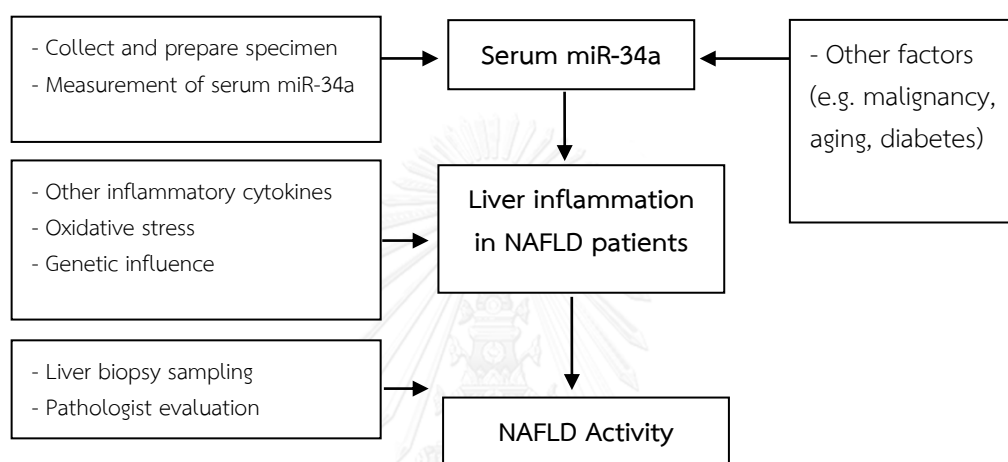 - Collect and prepare specimen
- Measurement of serum miR-34a
Serum miR-34a
- Other factors
(e.g. malignancy,
aging, diabetes)
- Other inflammatory cytokines
- Oxidative stress
- Genetic influence
Liver inflammation
in NAFLD patients
- Liver biopsy sampling
- Pathologist evaluation
NAFLD Activity